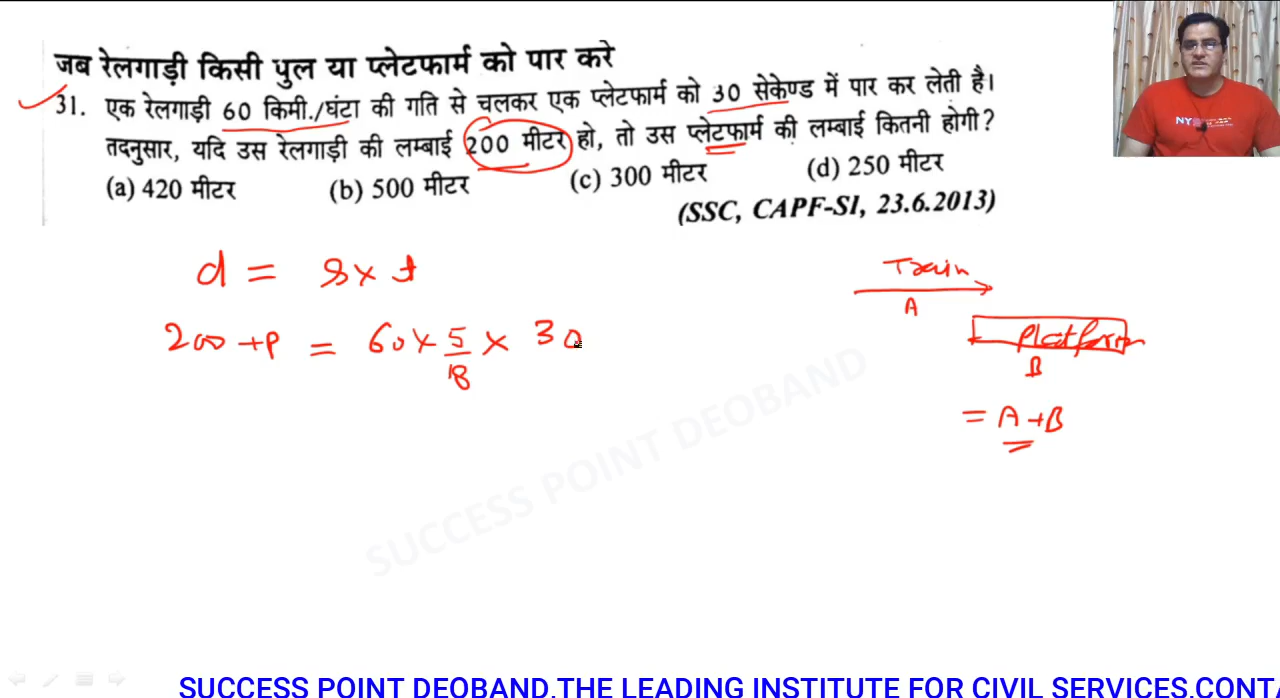 जब रेलगाड़ी किसी पुल या प्लेटफार्म को पार करे
31. एक रेलगाड़ी 60 किमी./घंटा की गति से चलकर एक प्लेटफार्म को 30 सेकेण्ड में पार कर लेती है।
तदनुसार, यदि उस रेलगाड़ी की लम्बाई 200 मीटर हो, तो उस प्लेटफार्म की लम्बाई कितनी होगी?
(a) 420 मीटर (b) 500 मीटर (c) 300 मीटर (d) 250 मीटर
(SSC, CAPF-SI, 23.6.2013)
NY
d = s x t
200 + P = 60 x 5/18 x 30
Train
A
Platform
B
= A + B
SUCCESS POINT DEOBAND
SUCCESS POINT DEOBAND,THE LEADING INSTITUTE FOR CIVIL SERVICES.CONTA